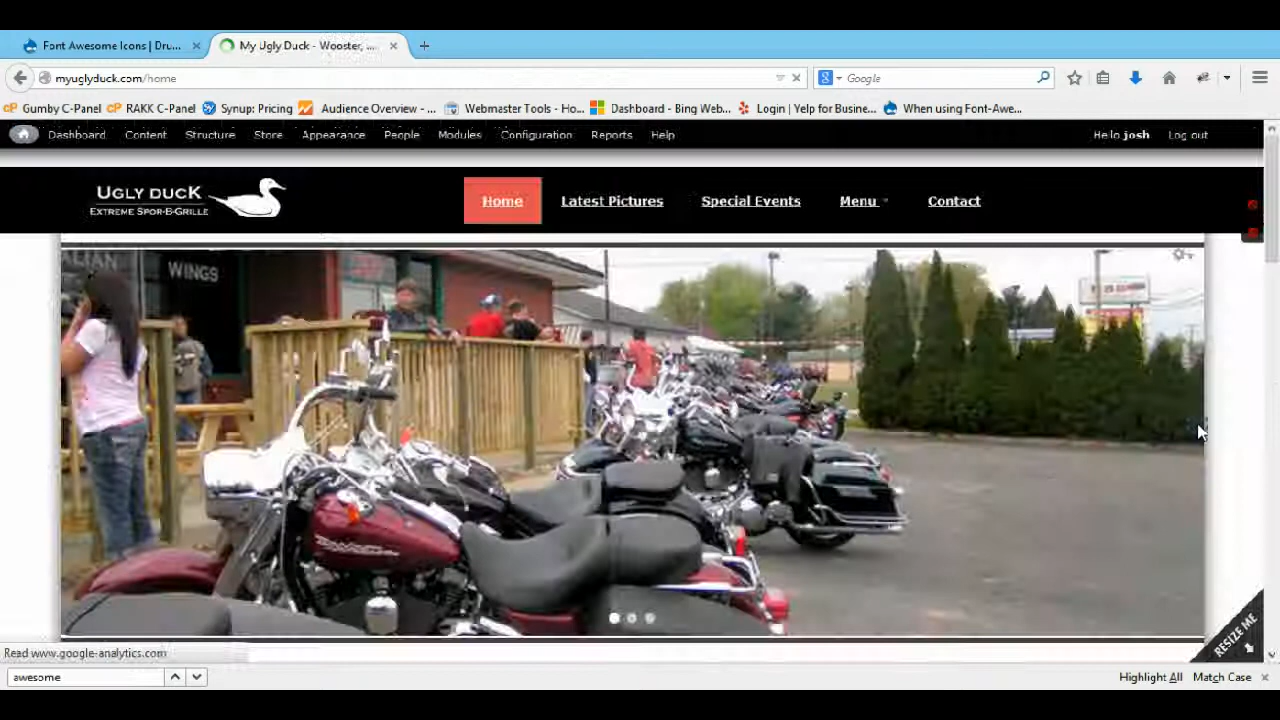 Font Awesome Icons | Dru...
My Ugly Duck - Wooster, ...
myuglyduck.com/home
Google
Gumby C-Panel RAKK C-Panel Synup: Pricing Audience Overview - ... Webmaster Tools - Ho... Dashboard - Bing Web... Login | Yelp for Busine... When using Font-Awe...
Dashboard Content Structure Store Appearance People Modules Configuration Reports Help Hello josh Log out
UGLY DUCK
EXTREME SPOR-B-GRILLE
Home Latest Pictures Special Events Menu Contact
WINGS
RESIZE ME
Read www.google-analytics.com
awesome
Highlight All Match Case